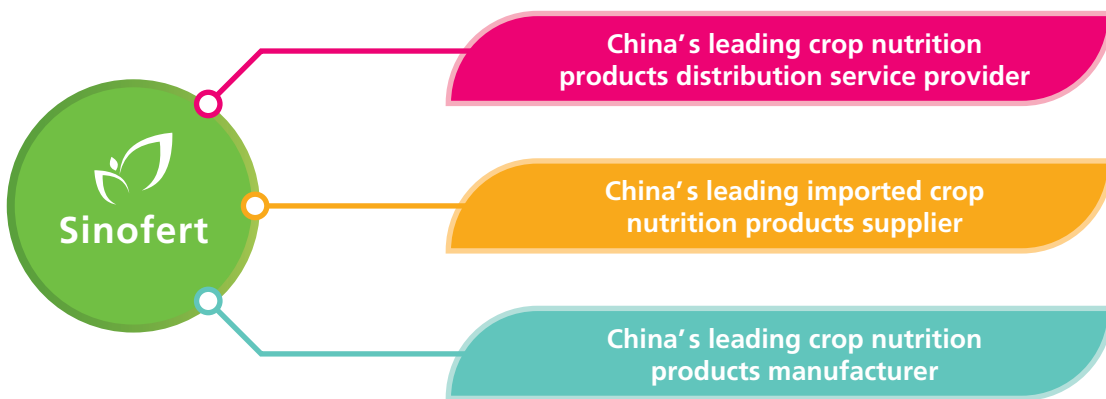 China's leading crop nutrition
products distribution service provider
Sinofert
China's leading imported crop
nutrition products supplier
China's leading crop nutrition
products manufacturer